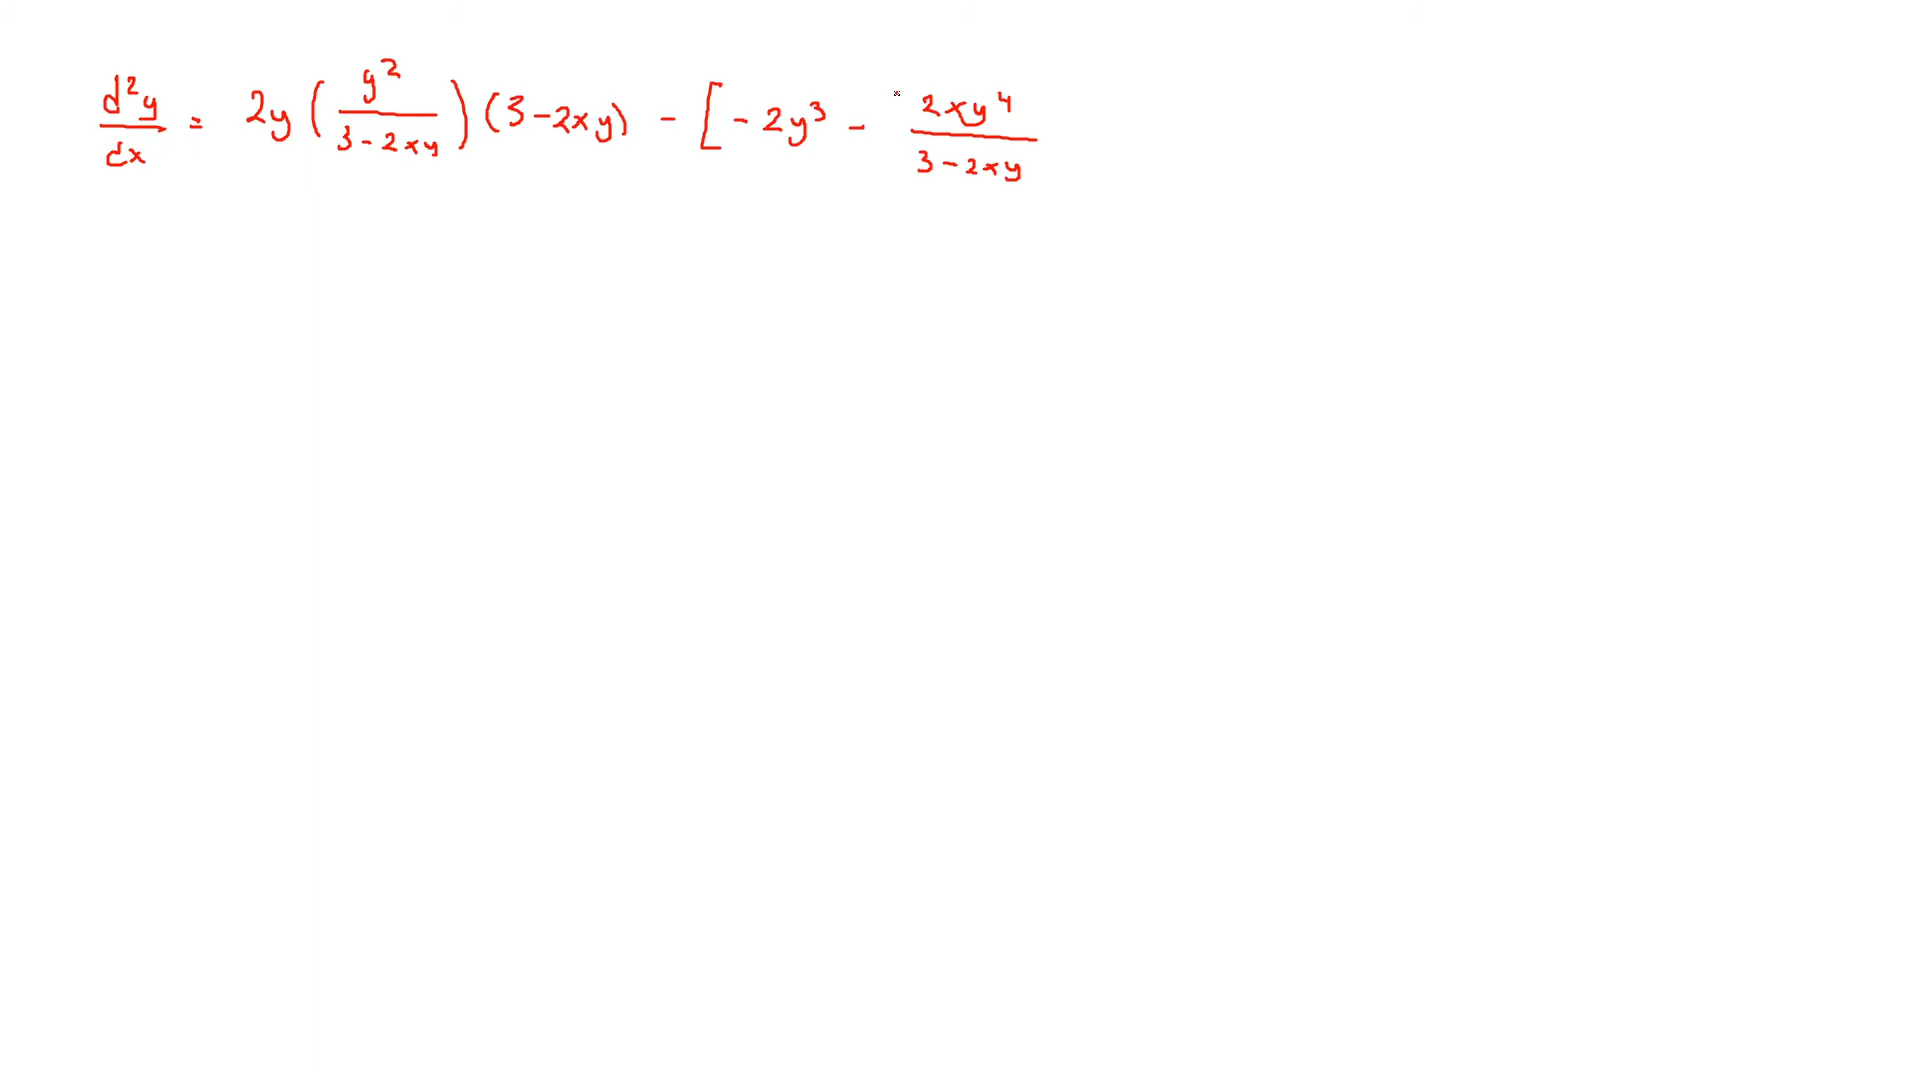 d²y/dx = 2y (y²/(3-2xy)) (3-2xy) - [-2y³ - 2xy⁴/(3-2xy)